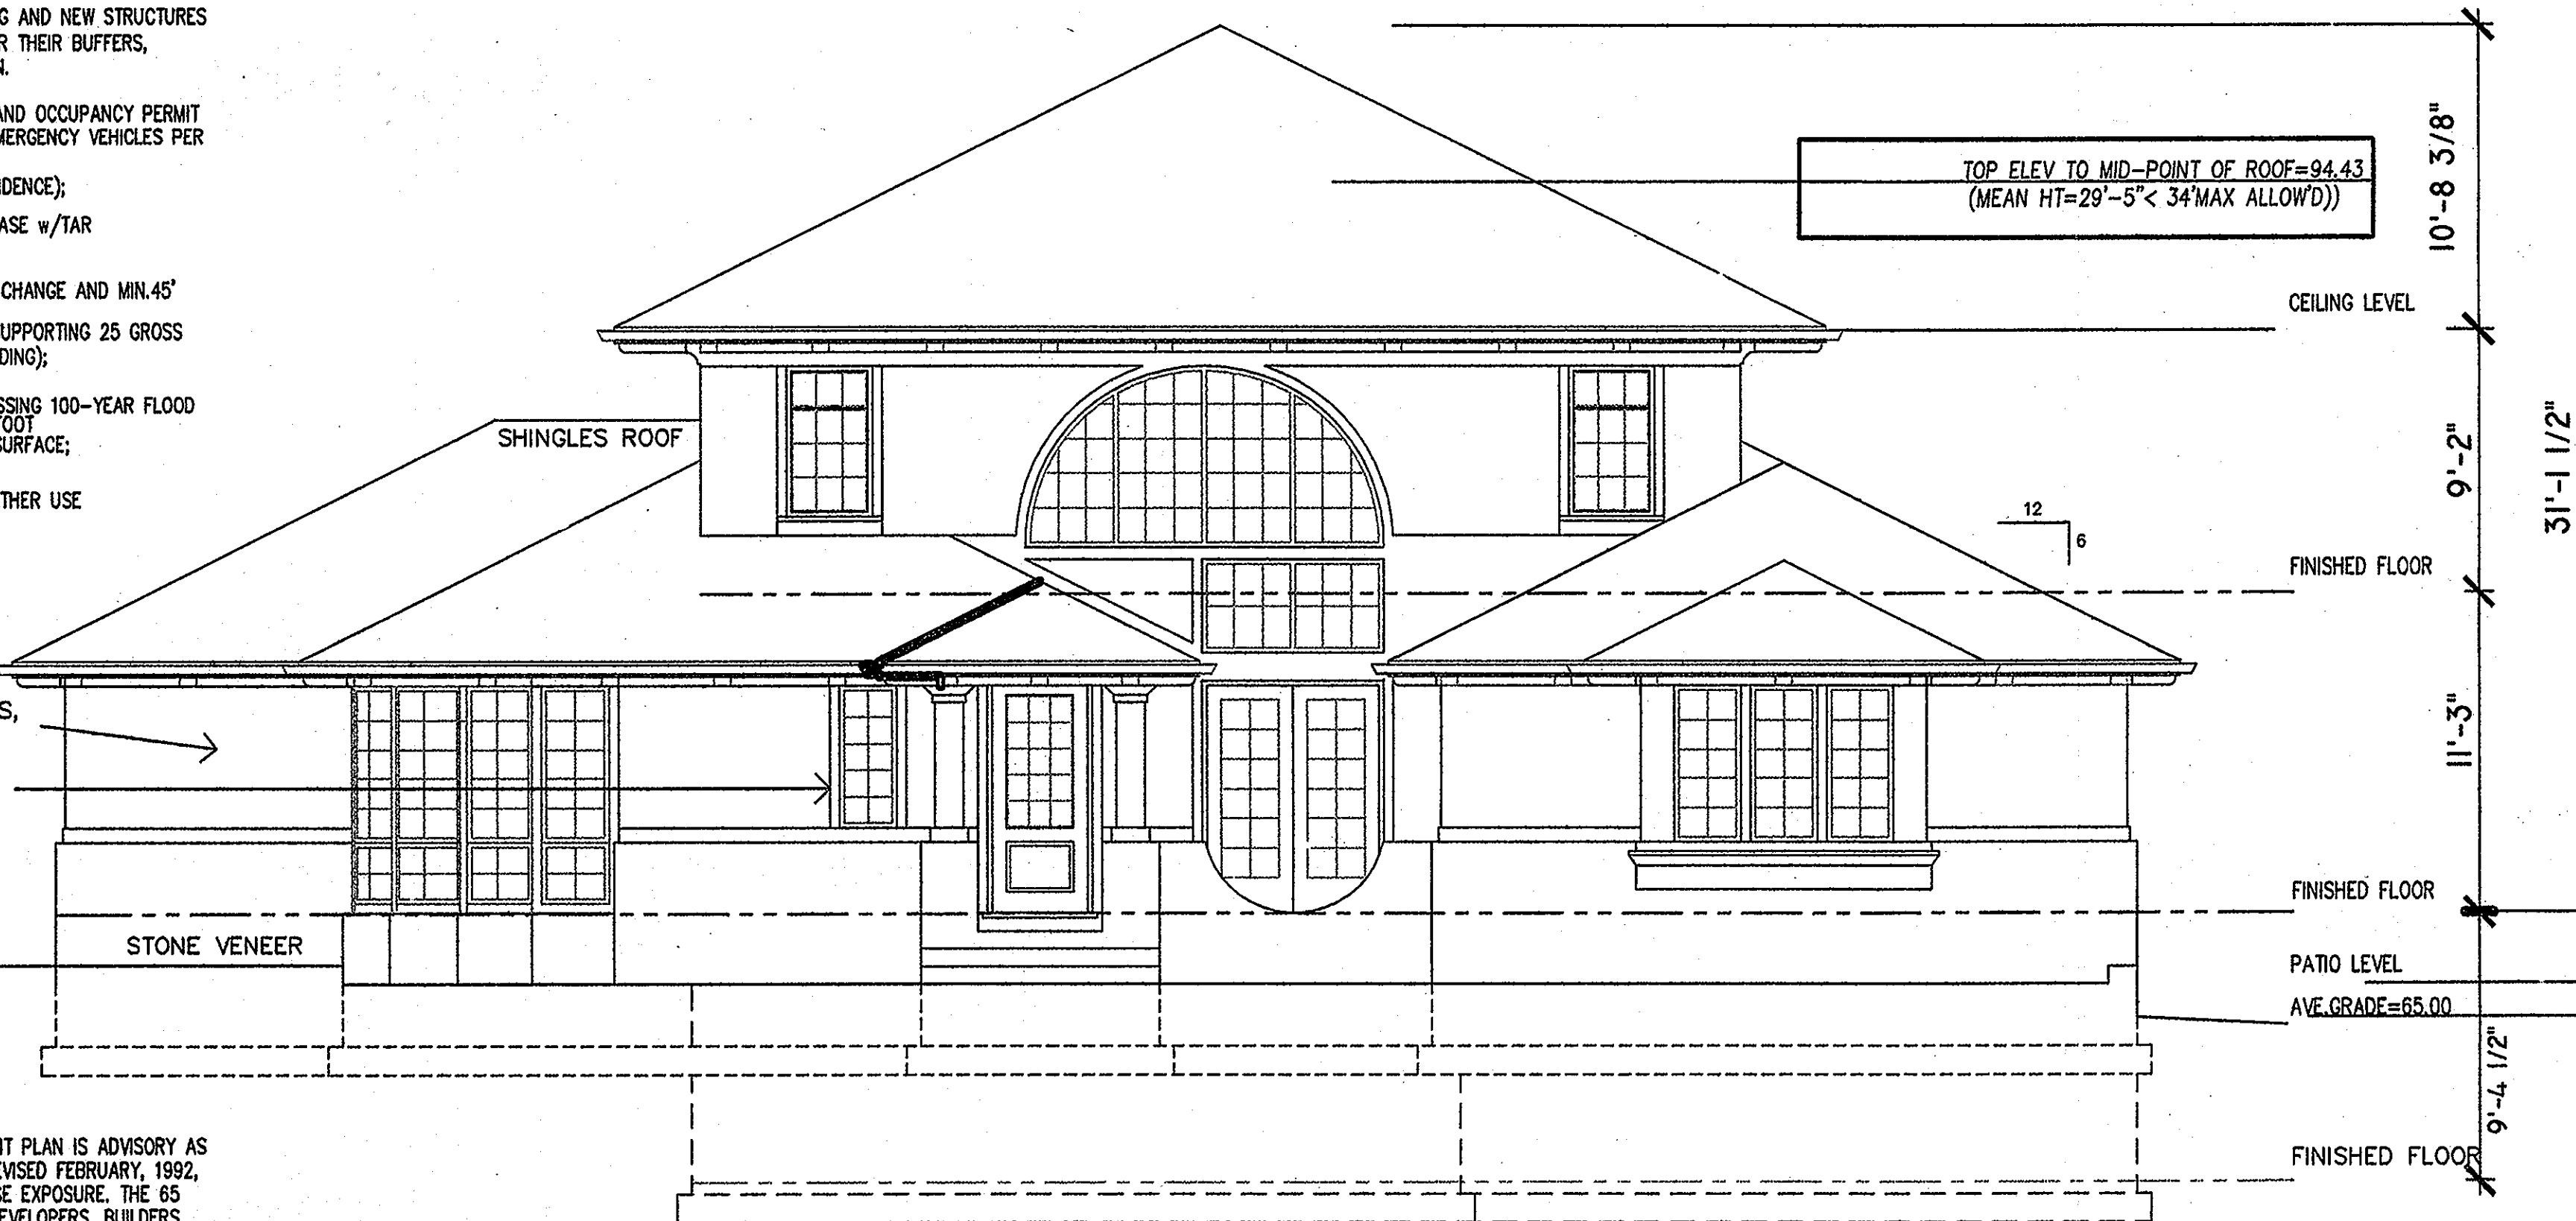 G AND NEW STRUCTURES
R THEIR BUFFERS,
N.
AND OCCUPANCY PERMIT
MERGENCY VEHICLES PER
IDENCE);
ASE w/TAR
CHANGE AND MIN.45'
UPPORTING 25 GROSS
DING);
SSING 100-YEAR FLOOD
FOOT
SURFACE;
THER USE
S,
STONE VENEER
IT PLAN IS ADVISORY AS
EVISED FEBRUARY, 1992,
SE EXPOSURE. THE 65
DEVELOPERS, BUILDERS
SHINGLES ROOF
TOP ELEV TO MID-POINT OF ROOF=94.43
(MEAN HT=29'-5"< 34'MAX ALLOW'D))
12
6
CEILING LEVEL
FINISHED FLOOR
FINISHED FLOOR
PATIO LEVEL
AVE.GRADE=65.00
FINISHED FLOOR
10'-8 3/8"
9'-2"
31'-1 1/2"
11'-3"
9'-4 1/2"